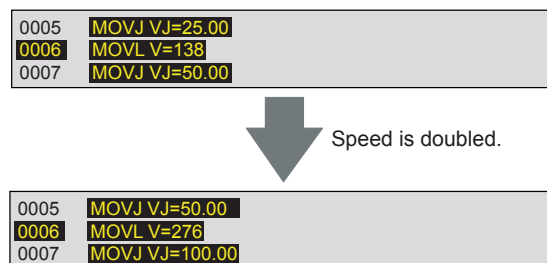 0005 MOVJ VJ=25.00
0006 MOVL V=138
0007 MOVJ VJ=50.00
Speed is doubled.
0005 MOVJ VJ=50.00
0006 MOVL V=276
0007 MOVJ VJ=100.00